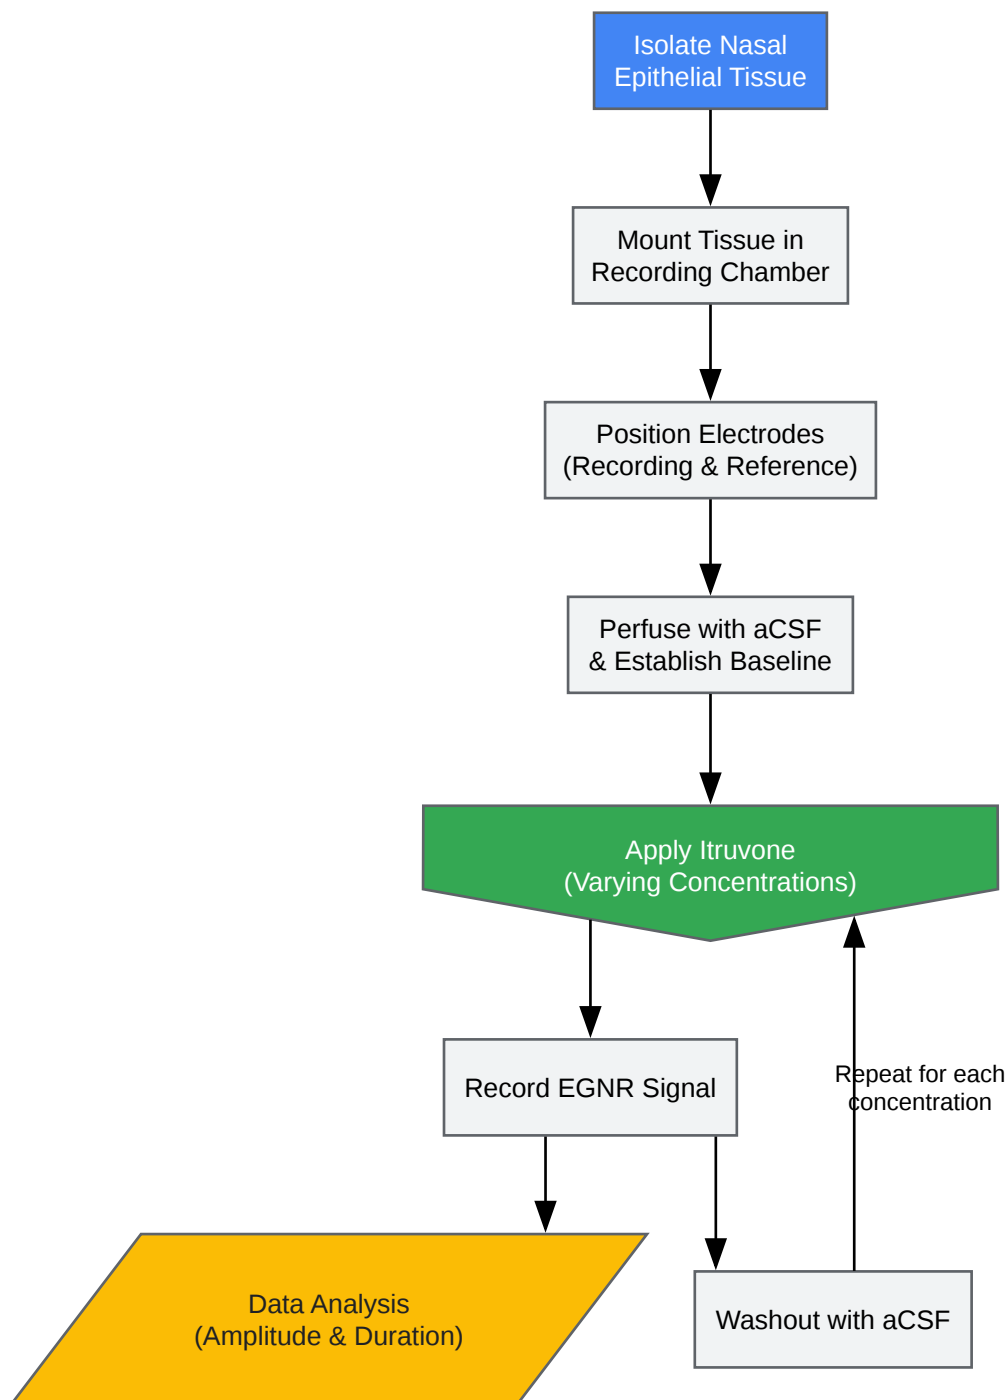 Isolate Nasal
Epithelial Tissue
Mount Tissue in
Recording Chamber
Position Electrodes
(Recording & Reference)
Perfuse with aCSF
& Establish Baseline
Apply Itruvone
(Varying Concentrations)
Record EGNR Signal
Repeat for each
concentration
Data Analysis
(Amplitude & Duration)
Washout with aCSF